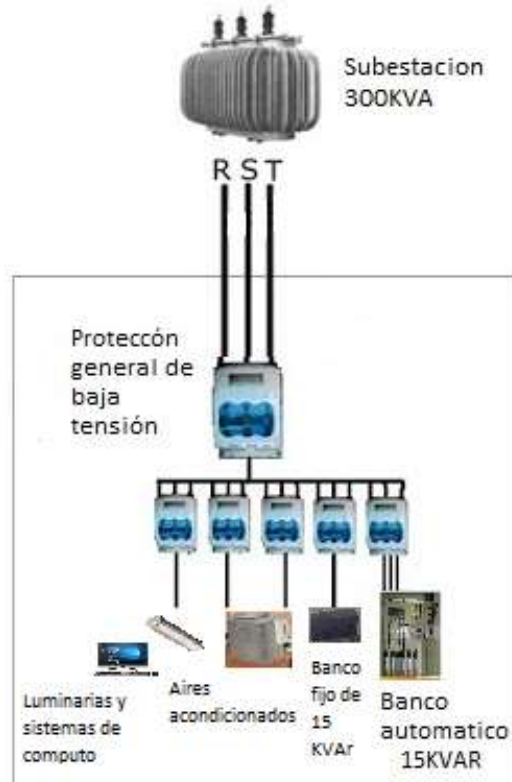 Subestacion
300KVA
R S T
Proteccón
general de
baja
tensión
Luminarias y
sistemas de
computo
Aires
acondicionados
Banco
fijo de
15
KVAr
Banco
automatico
15KVAR